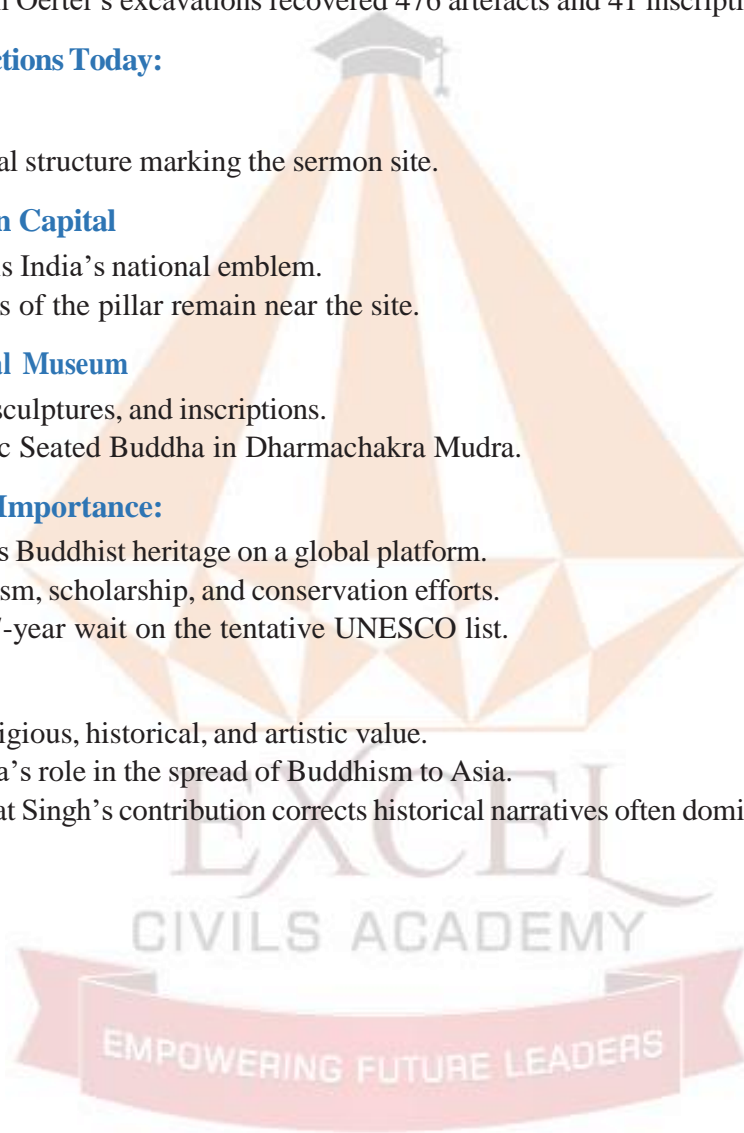 Oerter's excavations recovered 476 artefacts and 41 inscripti
ctions Today:
al structure marking the sermon site.
n Capital
is India's national emblem.
s of the pillar remain near the site.
al Museum
sculptures, and inscriptions.
c Seated Buddha in Dharmachakra Mudra.
Importance:
s Buddhist heritage on a global platform.
sm, scholarship, and conservation efforts.
-year wait on the tentative UNESCO list.
igious, historical, and artistic value.
a's role in the spread of Buddhism to Asia.
at Singh's contribution corrects historical narratives often domi
EXCEL
CIVILS ACADEMY
EMPOWERING FUTURE LEADERS